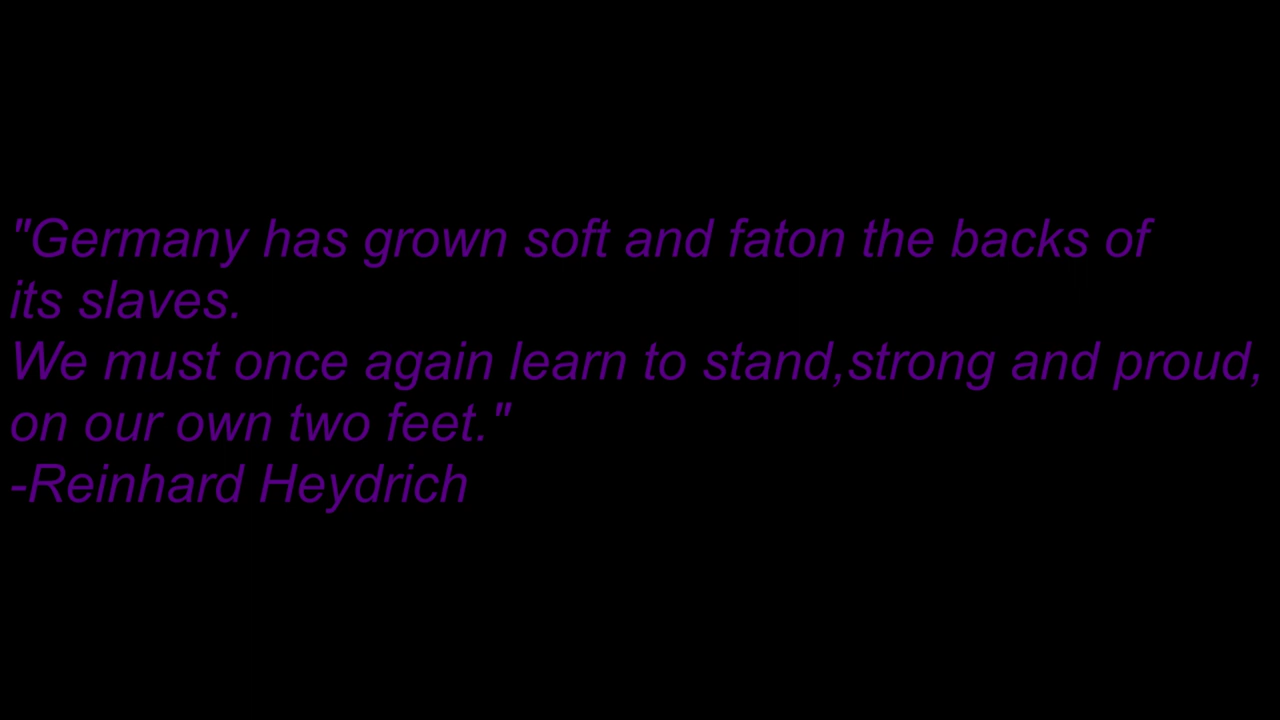 "Germany has grown soft and faton the backs of
its slaves.
We must once again learn to stand,strong and proud,
on our own two feet."
-Reinhard Heydrich